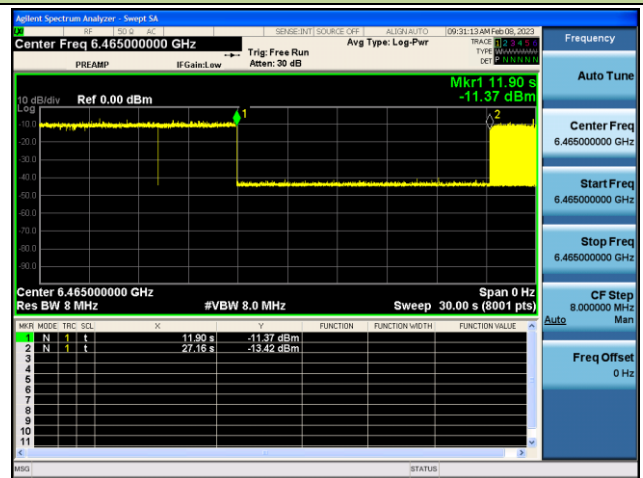 Agilent Spectrum Analyzer - Swept SA
RF 50 Ω AC SENSE:INT SOURCE OFF ALIGN AUTO 09:31:13 AM Feb 08, 2023
Center Freq 6.465000000 GHz Avg Type: Log-Pwr TRACE 1 2 3 4 5 6
Trig: Free Run TYPE
PREAMP IFGain:Low Atten: 30 dB DET P N N N N N
Mkr1 11.90 s
10 dB/div Ref 0.00 dBm -11.37 dBm
Log
1 2
-10.0
-20.0
-30.0
-40.0
-50.0
-60.0
-70.0
-80.0
-90.0
Center 6.465000000 GHz Span 0 Hz
Res BW 8 MHz #VBW 8.0 MHz Sweep 30.00 s (8001 pts)
MKR MODE TRC SCL X Y FUNCTION FUNCTION WIDTH FUNCTION VALUE
1 N 1 t 11.90 s -11.37 dBm
2 N 1 t 27.16 s -13.42 dBm
3
4
5
6
7
8
9
10
11
MSG STATUS
Frequency
Auto Tune
Center Freq
6.465000000 GHz
Start Freq
6.465000000 GHz
Stop Freq
6.465000000 GHz
CF Step
8.000000 MHz
Auto Man
Freq Offset
0 Hz